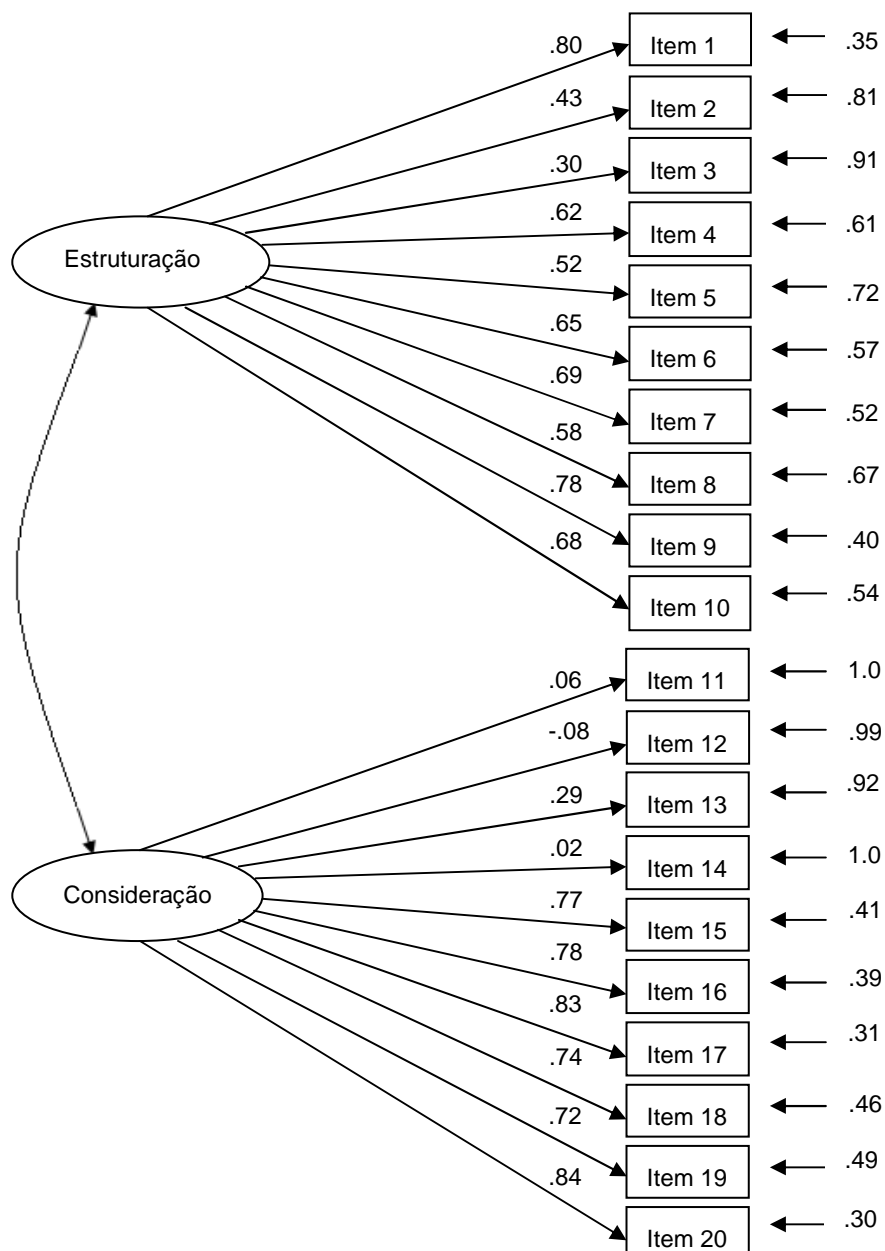 .80 Item 1 .35
.43 Item 2 .81
.30 Item 3 .91
.62 Item 4 .61
Estruturação
.52 Item 5 .72
.65 Item 6 .57
.69 Item 7 .52
.58 Item 8 .67
.78 Item 9 .40
.68 Item 10 .54
.06 Item 11 1.0
-.08 Item 12 .99
.29 Item 13 .92
.02 Item 14 1.0
Consideração
.77 Item 15 .41
.78 Item 16 .39
.83 Item 17 .31
.74 Item 18 .46
.72 Item 19 .49
.84 Item 20 .30